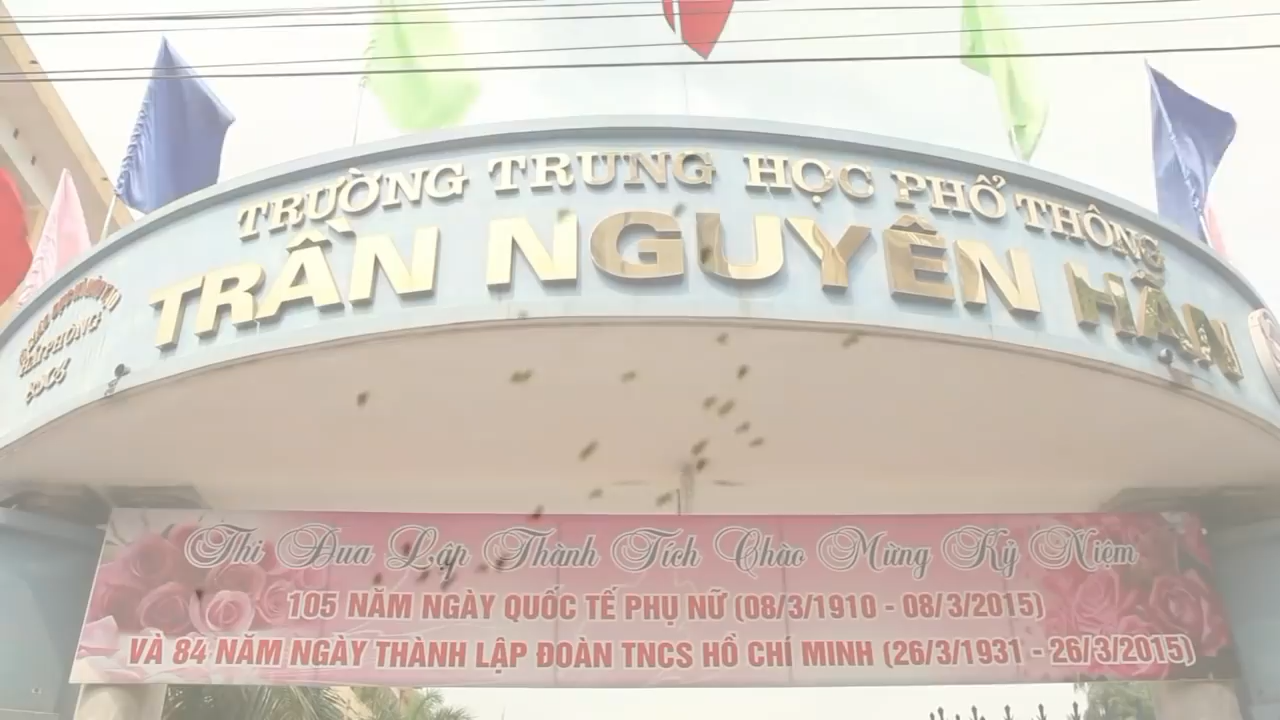 TRƯỜNG TRUNG HỌC PHỔ THÔNG
TRẦN NGUYÊN HÃN
HẢI PHÒNG
Thi Đua Lập Thành Tích Chào Mừng Kỷ Niệm
105 NĂM NGÀY QUỐC TẾ PHỤ NỮ (08/3/1910 - 08/3/2015)
VÀ 84 NĂM NGÀY THÀNH LẬP ĐOÀN TNCS HỒ CHÍ MINH (26/3/1931 - 26/3/2015)